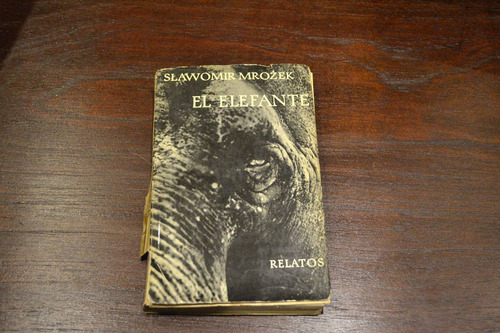 SŁAWOMIR MROŻEK
EL ELEFANTE
RELATOS